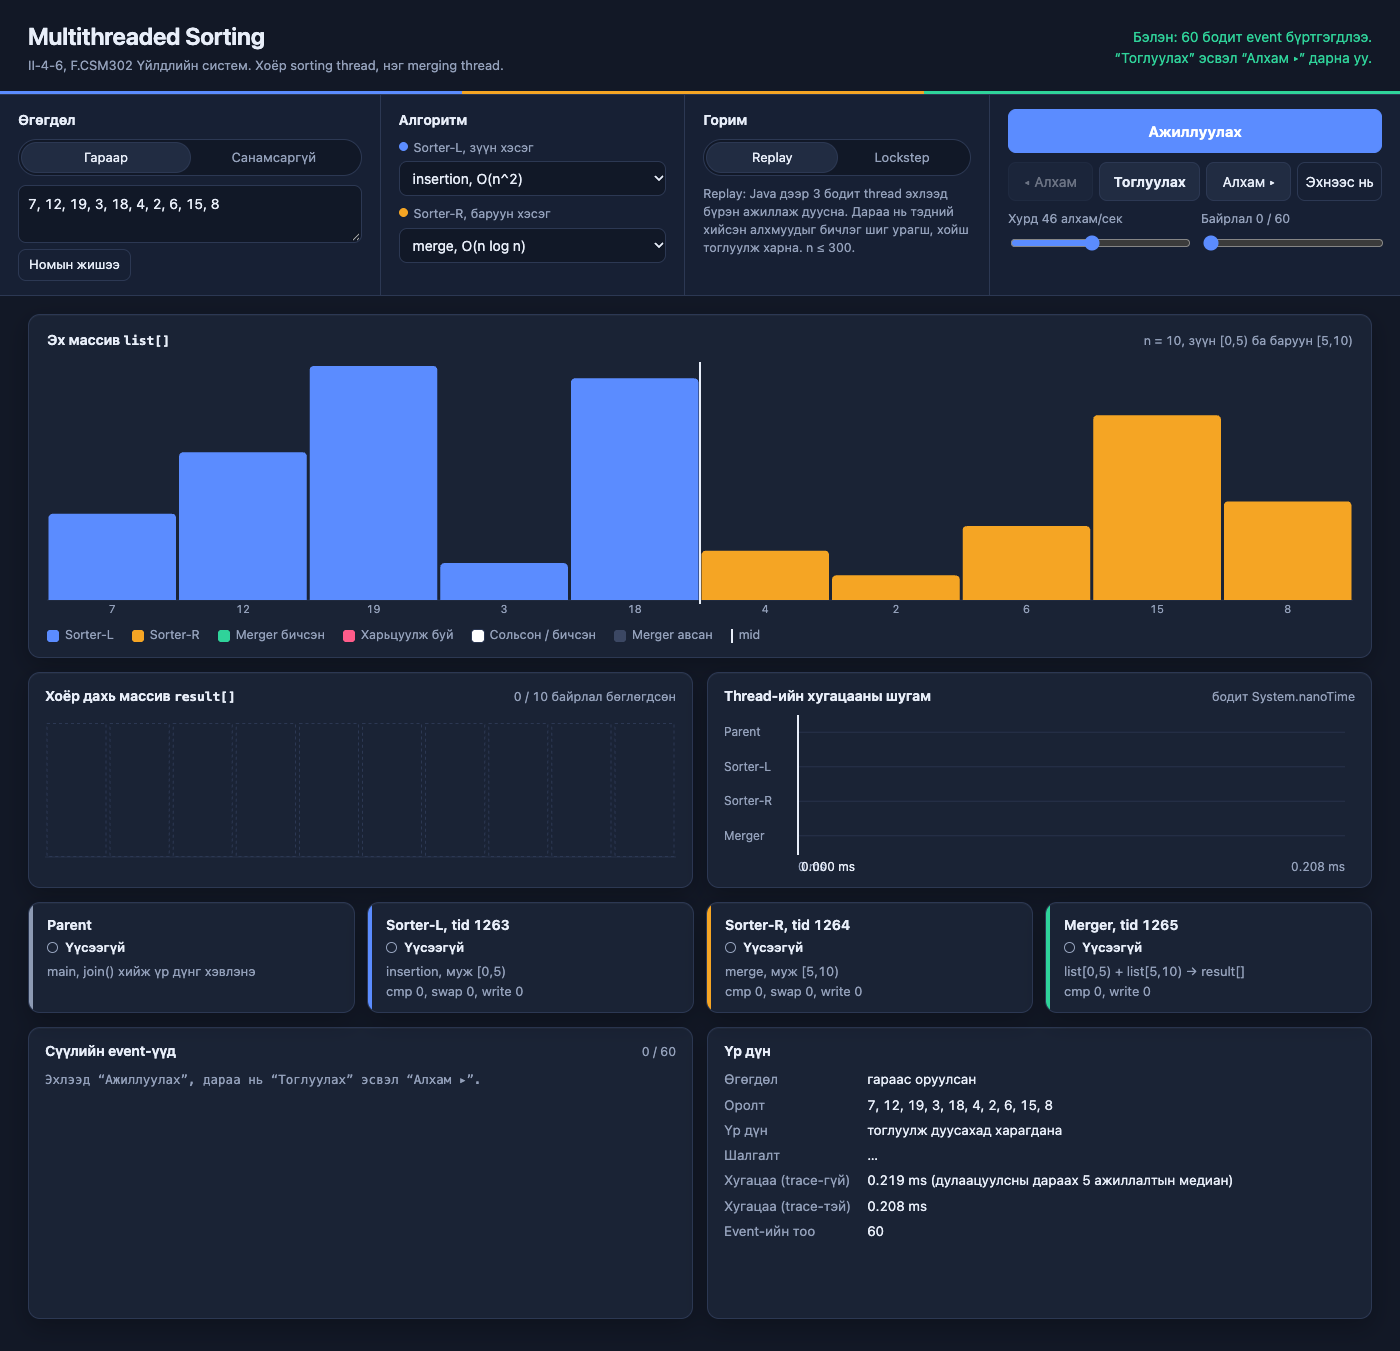 Multithreaded Sorting
II-4-6, F.CSM302 Үйлдлийн систем. Хоёр sorting thread, нэг merging thread.
Бэлэн: 60 бодит event бүртгэгдлээ.
“Тоглуулах” эсвэл “Алхам ▸” дарна уу.
Өгөгдөл
Гараар
Санамсаргүй
7, 12, 19, 3, 18, 4, 2, 6, 15, 8
Номын жишээ
Алгоритм
Sorter-L, зүүн хэсэг
insertion, O(n^2)
Sorter-R, баруун хэсэг
merge, O(n log n)
Горим
Replay
Lockstep
Replay: Java дээр 3 бодит thread эхлээд
бүрэн ажиллаж дуусна. Дараа нь тэдний
хийсэн алхмуудыг бичлэг шиг урагш, хойш
тоглуулж харна. n ≤ 300.
Ажиллуулах
◂ Алхам
Тоглуулах
Алхам ▸
Эхнээс нь
Хурд 46 алхам/сек
Байрлал 0 / 60
Эх массив list[]
n = 10, зүүн [0,5) ба баруун [5,10)
7 12 19 3 18 4 2 6 15 8
Sorter-L Sorter-R Merger бичсэн Харьцуулж буй Сольсон / бичсэн Merger авсан mid
Хоёр дахь массив result[]
0 / 10 байрлал бөглөгдсөн
Thread-ийн хугацааны шугам
бодит System.nanoTime
Parent
Sorter-L
Sorter-R
Merger
0.000 ms
0.208 ms
Parent
Үүсээгүй
main, join() хийж үр дүнг хэвлэнэ
Sorter-L, tid 1263
Үүсээгүй
insertion, муж [0,5)
cmp 0, swap 0, write 0
Sorter-R, tid 1264
Үүсээгүй
merge, муж [5,10)
cmp 0, swap 0, write 0
Merger, tid 1265
Үүсээгүй
list[0,5) + list[5,10) → result[]
cmp 0, write 0
Сүүлийн event-үүд
0 / 60
Эхлээд “Ажиллуулах”, дараа нь “Тоглуулах” эсвэл “Алхам ▸”.
Үр дүн
Өгөгдөл гараас оруулсан
Оролт 7, 12, 19, 3, 18, 4, 2, 6, 15, 8
Үр дүн тоглуулж дуусахад харагдана
Шалгалт ...
Хугацаа (trace-гүй) 0.219 ms (дулаацуулсны дараах 5 ажиллалтын медиан)
Хугацаа (trace-тэй) 0.208 ms
Event-ийн тоо 60